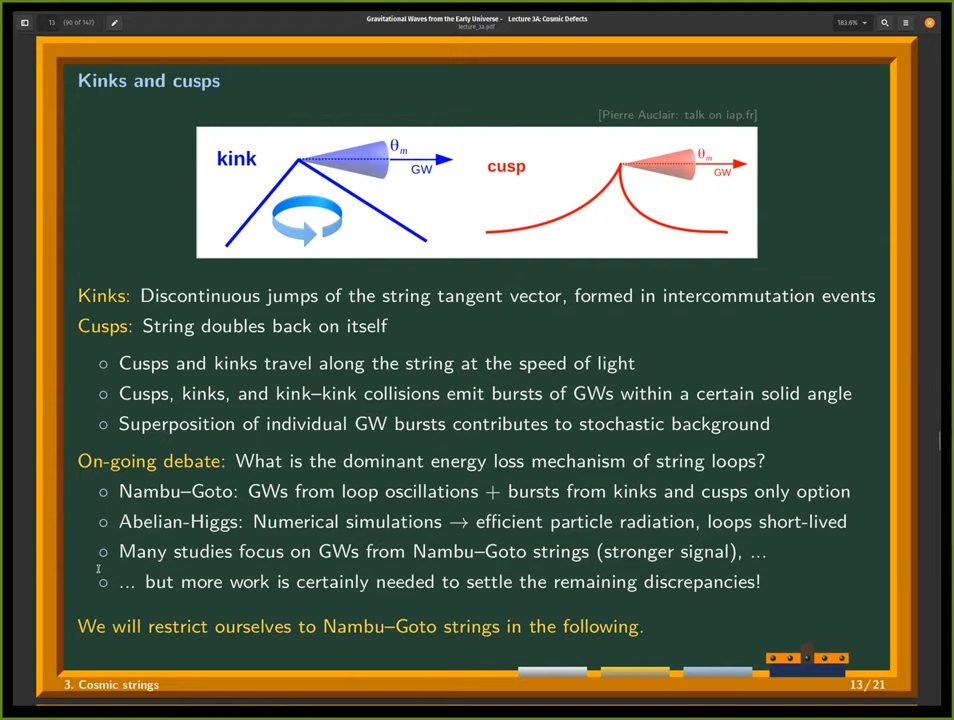 13 (90 of 147)
Gravitational Waves from the Early Universe - Lecture 3A: Cosmic Defects
lecture_3a.pdf
183.6%
Kinks and cusps
[Pierre Auclair: talk on iap.fr]
kink θm GW
cusp θm GW
Kinks: Discontinuous jumps of the string tangent vector, formed in intercommutation events
Cusps: String doubles back on itself
○ Cusps and kinks travel along the string at the speed of light
○ Cusps, kinks, and kink–kink collisions emit bursts of GWs within a certain solid angle
○ Superposition of individual GW bursts contributes to stochastic background
On-going debate: What is the dominant energy loss mechanism of string loops?
○ Nambu–Goto: GWs from loop oscillations + bursts from kinks and cusps only option
○ Abelian-Higgs: Numerical simulations → efficient particle radiation, loops short-lived
○ Many studies focus on GWs from Nambu–Goto strings (stronger signal), ...
○ ... but more work is certainly needed to settle the remaining discrepancies!
We will restrict ourselves to Nambu–Goto strings in the following.
3. Cosmic strings
13/21